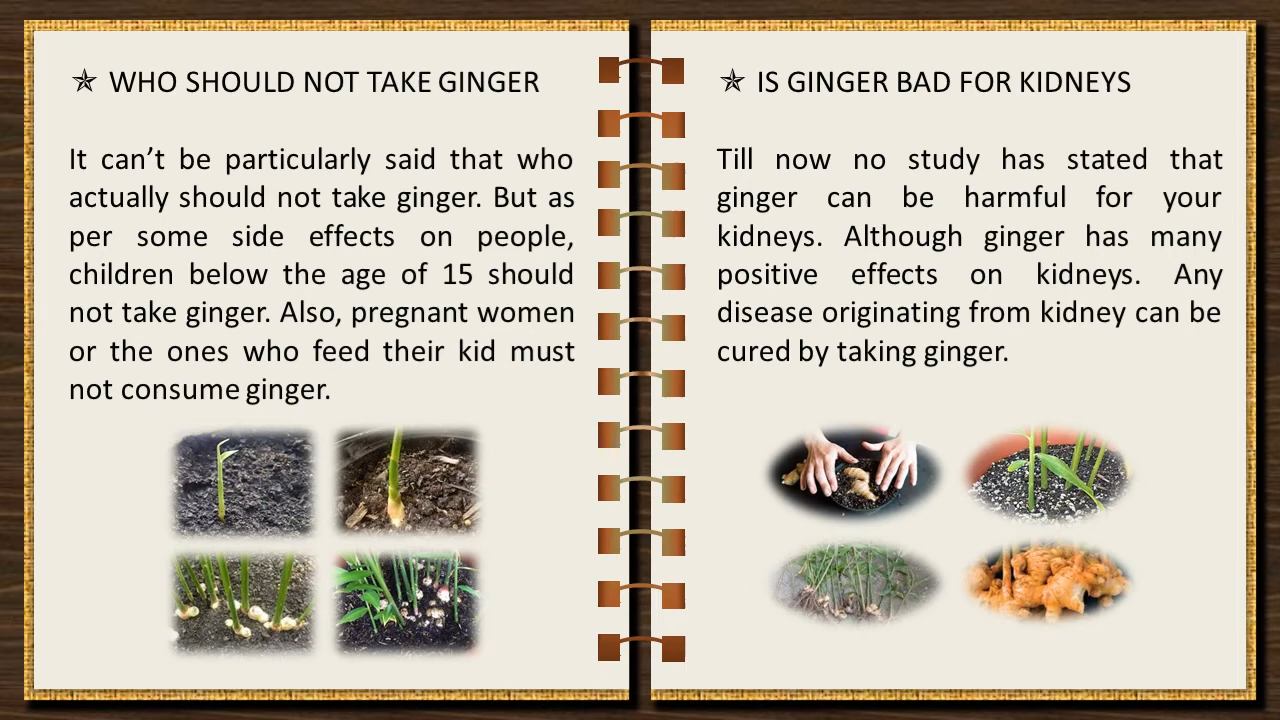 ✯ WHO SHOULD NOT TAKE GINGER
It can’t be particularly said that who
actually should not take ginger. But as
per some side effects on people,
children below the age of 15 should
not take ginger. Also, pregnant women
or the ones who feed their kid must
not consume ginger.
✯ IS GINGER BAD FOR KIDNEYS
Till now no study has stated that
ginger can be harmful for your
kidneys. Although ginger has many
positive effects on kidneys. Any
disease originating from kidney can be
cured by taking ginger.